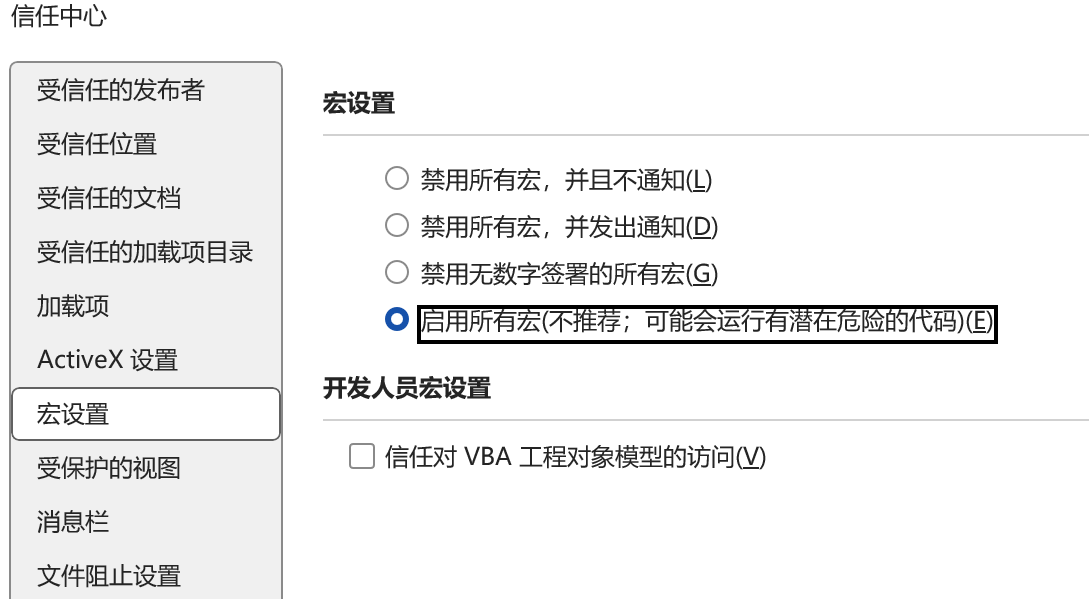 信任中心
受信任的发布者
受信任位置
受信任的文档
受信任的加载项目录
加载项
ActiveX 设置
宏设置
受保护的视图
消息栏
文件阻止设置
宏设置
禁用所有宏，并且不通知(L)
禁用所有宏，并发出通知(D)
禁用无数字签署的所有宏(G)
启用所有宏(不推荐；可能会运行有潜在危险的代码)(E)
开发人员宏设置
信任对 VBA 工程对象模型的访问(V)